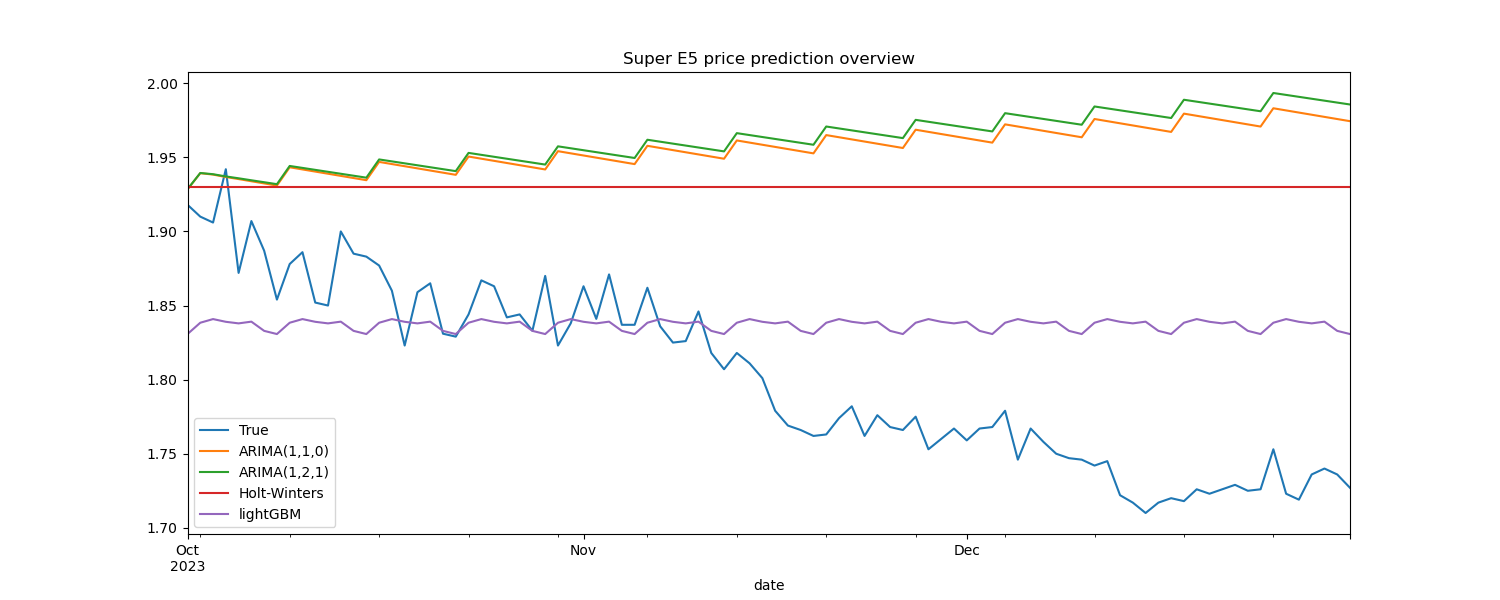 Super E5 price prediction overview
2.00
1.95
1.90
1.85
1.80
1.75
1.70
True
ARIMA(1,1,0)
ARIMA(1,2,1)
Holt-Winters
lightGBM
Oct Nov Dec
2023
date